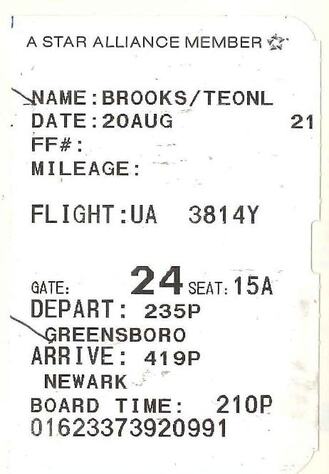 A STAR ALLIANCE MEMBER
NAME:BROOKS/TEONL
DATE:20AUG 21
FF#:
MILEAGE:
FLIGHT:UA 3814Y
GATE: 24 SEAT:15A
DEPART: 235P
GREENSBORO
ARRIVE: 419P
NEWARK
BOARD TIME: 210P
01623373920991